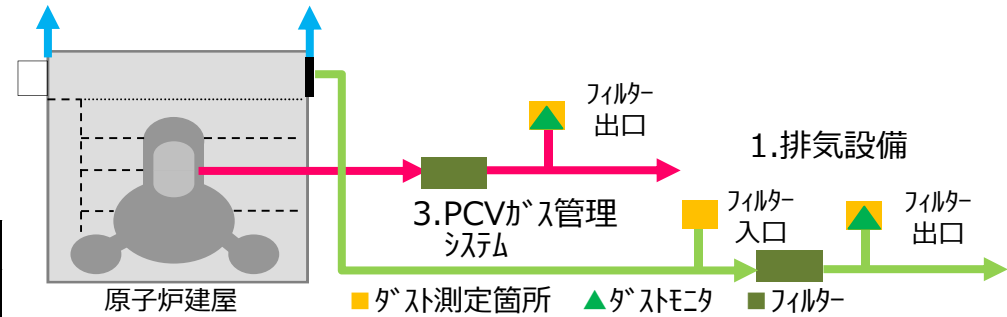 フィルター
出口
1.排気設備
3.PCVガス管理
システム
フィルター
入口
フィルター
出口
原子炉建屋
■ダスト測定箇所 ▲ダストモニタ ■フィルター